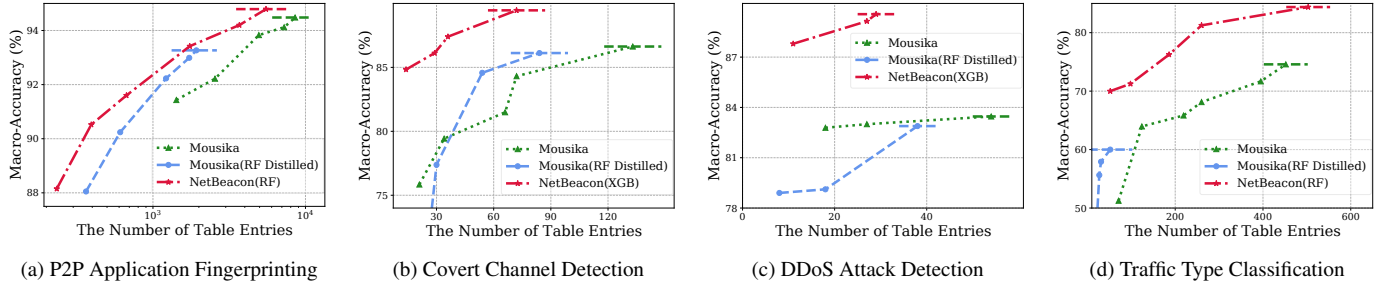 Macro-Accuracy (%)
94
92
90
88
10³
10⁴
Mousika
Mousika(RF Distilled)
NetBeacon(RF)
The Number of Table Entries
(a) P2P Application Fingerprinting
Macro-Accuracy (%)
85
80
75
30
60
90
120
Mousika
Mousika(RF Distilled)
NetBeacon(XGB)
The Number of Table Entries
(b) Covert Channel Detection
Macro-Accuracy (%)
91
87
83
79
75
0
20
40
Mousika
Mousika(RF Distilled)
NetBeacon(XGB)
The Number of Table Entries
(c) DDoS Attack Detection
Macro-Accuracy (%)
80
70
60
50
200
400
600
Mousika
Mousika(RF Distilled)
NetBeacon(RF)
The Number of Table Entries
(d) Traffic Type Classification